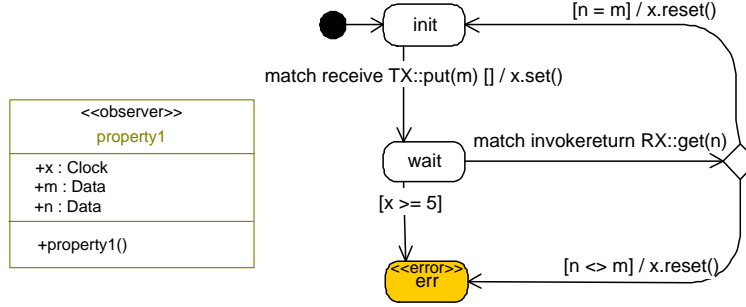 [n = m] / x.reset()
init
match receive TX::put(m) [] / x.set()
<<observer>>
property1
+x : Clock
+m : Data
+n : Data
+property1()
match invokereturn RX::get(n)
wait
[x >= 5]
<<error>>
err
[n <> m] / x.reset()